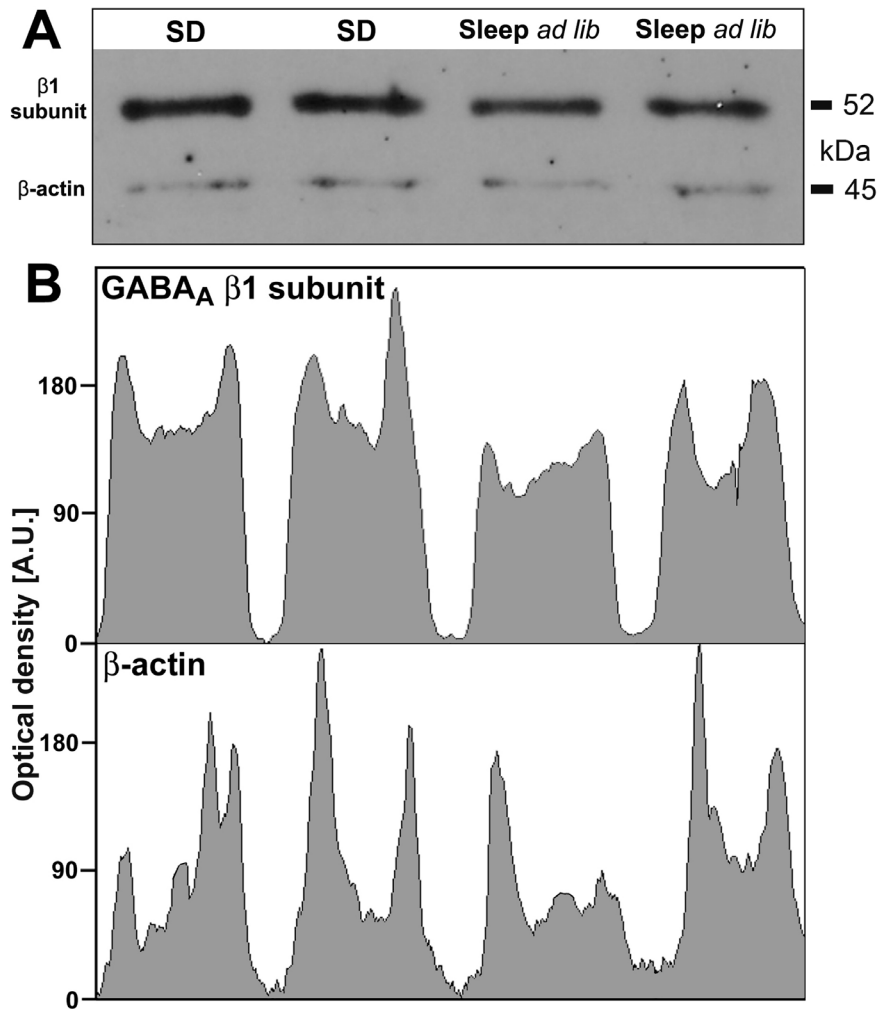 A
SD SD Sleep ad lib Sleep ad lib
β1
subunit
52
kDa
β-actin
45
B
GABAA β1 subunit
180
90
0
β-actin
180
90
0
Optical density [A.U.]